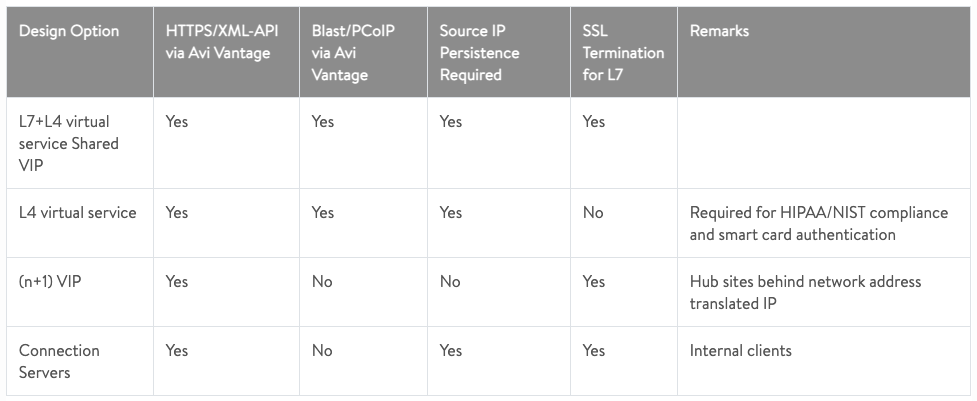 Design Option
HTTPS/XML-API
via Avi Vantage
Blast/PCoIP
via Avi
Vantage
Source IP
Persistence
Required
SSL
Termination
for L7
Remarks
L7+L4 virtual
service Shared
VIP
Yes
Yes
Yes
Yes
L4 virtual service
Yes
Yes
Yes
No
Required for HIPAA/NIST compliance
and smart card authentication
(n+1) VIP
Yes
No
No
Yes
Hub sites behind network address
translated IP
Connection
Servers
Yes
No
Yes
Yes
Internal clients